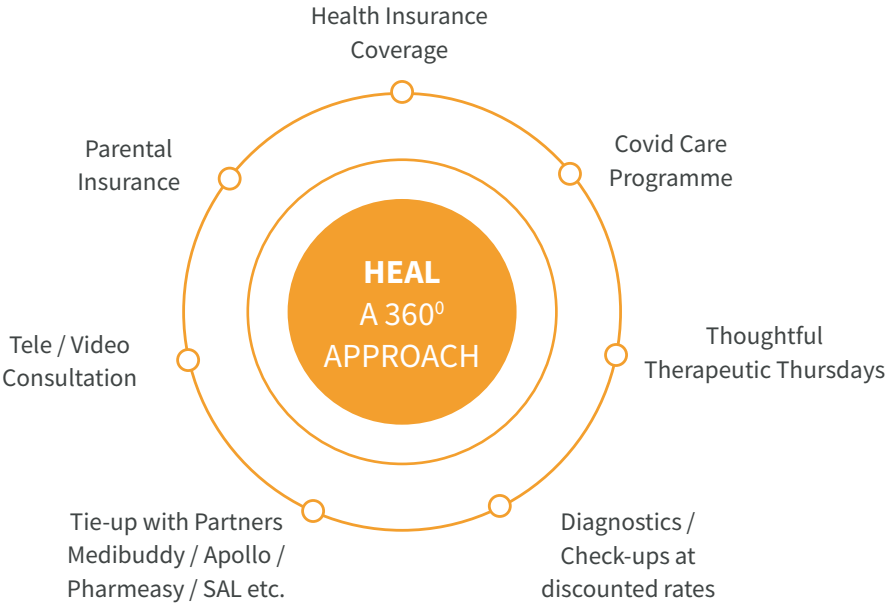 Health Insurance
Coverage
Covid Care
Programme
Thoughtful
Therapeutic Thursdays
Diagnostics /
Check-ups at
discounted rates
Tie-up with Partners
Medibuddy / Apollo /
Pharmeasy / SAL etc.
Tele / Video
Consultation
Parental
Insurance
HEAL
A 360⁰
APPROACH